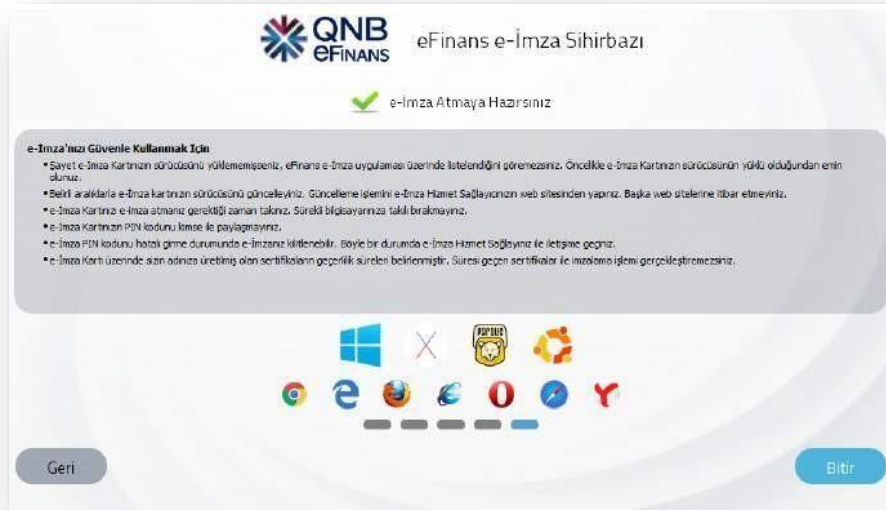 QNB
eFINANS
eFinans e-İmza Sihirbazı
e-İmza Atmaya Hazırsınız
e-İmza'nızı Güvenle Kullanmak İçin
• Şayet e-İmza Kartınızın sürücüsünü yüklememişseniz, eFinans e-İmza uygulaması üzerinde listelendiğini göremezsiniz. Öncelikle e-İmza Kartınızın sürücüsünün yüklü olduğundan emin
olunuz.
• Belirli aralıklarla e-İmza kartınızın sürücüsünü güncelleyiniz. Güncelleme işlemini e-İmza Hizmet Sağlayıcınızın web sitesinden yapınız. Başka web sitelerine itibar etmeyiniz.
• e-İmza Kartınızı e-imza atmanız gerektiği zaman takınız. Sürekli bilgisayarınıza takılı bırakmayınız.
• e-İmza Kartınızın PIN kodunu kimse ile paylaşmayınız.
• e-İmza PIN kodunu hatalı girme durumunda e-İmzanız kilitlenebilir. Böyle bir durumda e-İmza Hizmet Sağlayınız ile iletişime geçiniz.
• e-İmza Kartı üzerinde sizin adınıza üretilmiş olan sertifikaların geçerlilik süreleri belirlenmiştir. Süresi geçen sertifikalar ile imzalama işlemi gerçekleştiremezsiniz.
PARDUS
Geri
Bitir